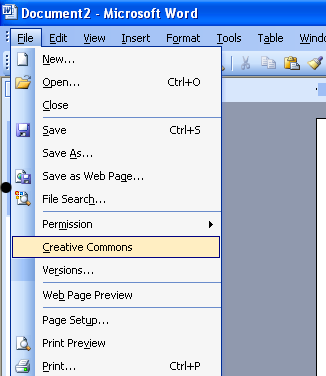 Document2 - Microsoft Word
File Edit View Insert Format Tools Table Windo
New...
Open... Ctrl+O
Close
Save Ctrl+S
Save As...
Save as Web Page...
File Search...
Permission
Creative Commons
Versions...
Web Page Preview
Page Setup...
Print Preview
Print... Ctrl+P